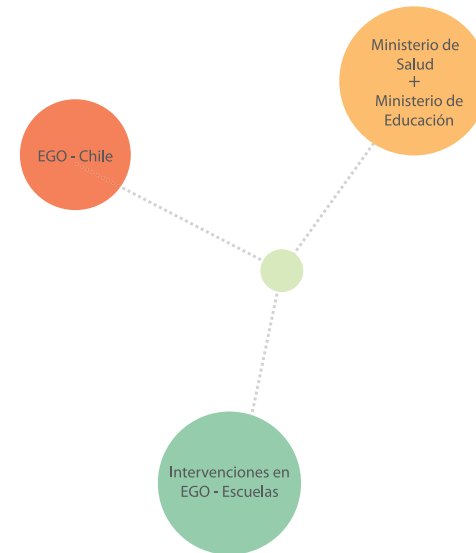 Ministerio de
Salud
+
Ministerio de
Educación
EGO - Chile
Intervenciones en
EGO - Escuelas